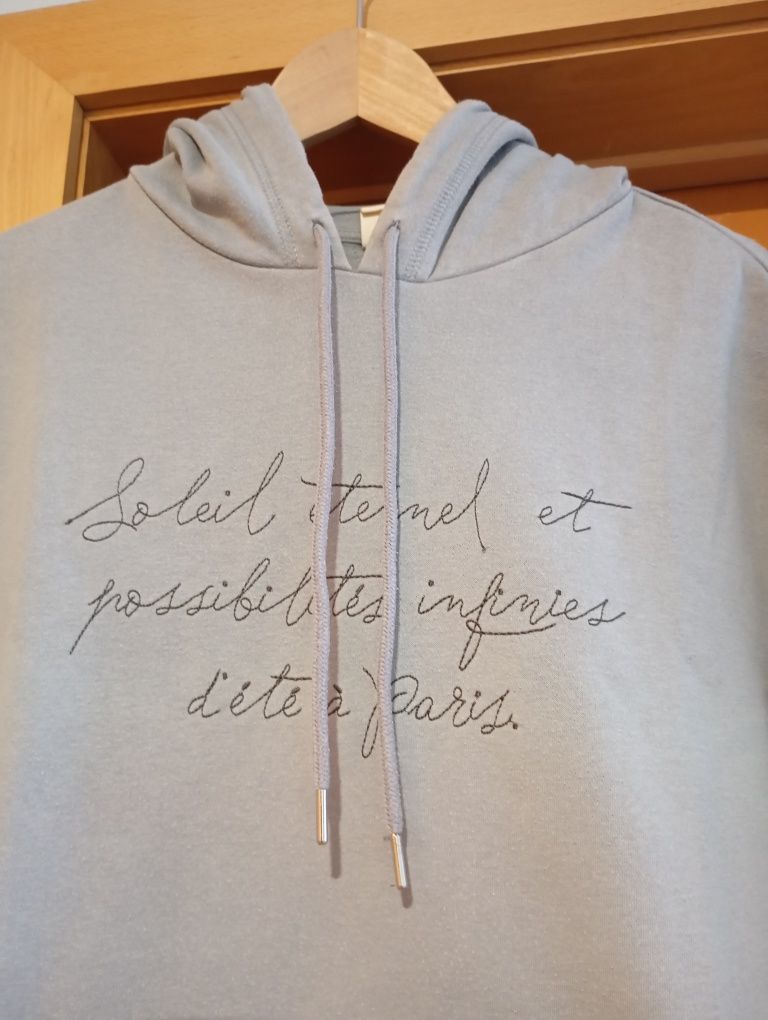 Soleil éternel et
possibilités infinies
d'été à Paris.